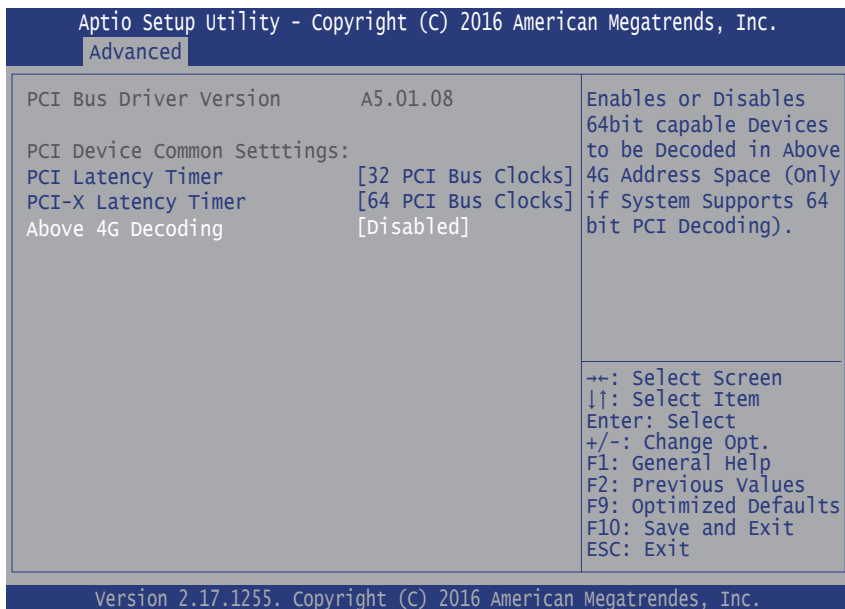 Aptio Setup Utility - Copyright (C) 2016 American Megatrends, Inc.
Advanced
PCI Bus Driver Version A5.01.08
PCI Device Common Setttings:
PCI Latency Timer [32 PCI Bus Clocks]
PCI-X Latency Timer [64 PCI Bus Clocks]
Above 4G Decoding [Disabled]
Enables or Disables
64bit capable Devices
to be Decoded in Above
4G Address Space (Only
if System Supports 64
bit PCI Decoding).
→←: Select Screen
↓↑: Select Item
Enter: Select
+/-: Change Opt.
F1: General Help
F2: Previous Values
F9: Optimized Defaults
F10: Save and Exit
ESC: Exit
Version 2.17.1255. Copyright (C) 2016 American Megatrendes, Inc.